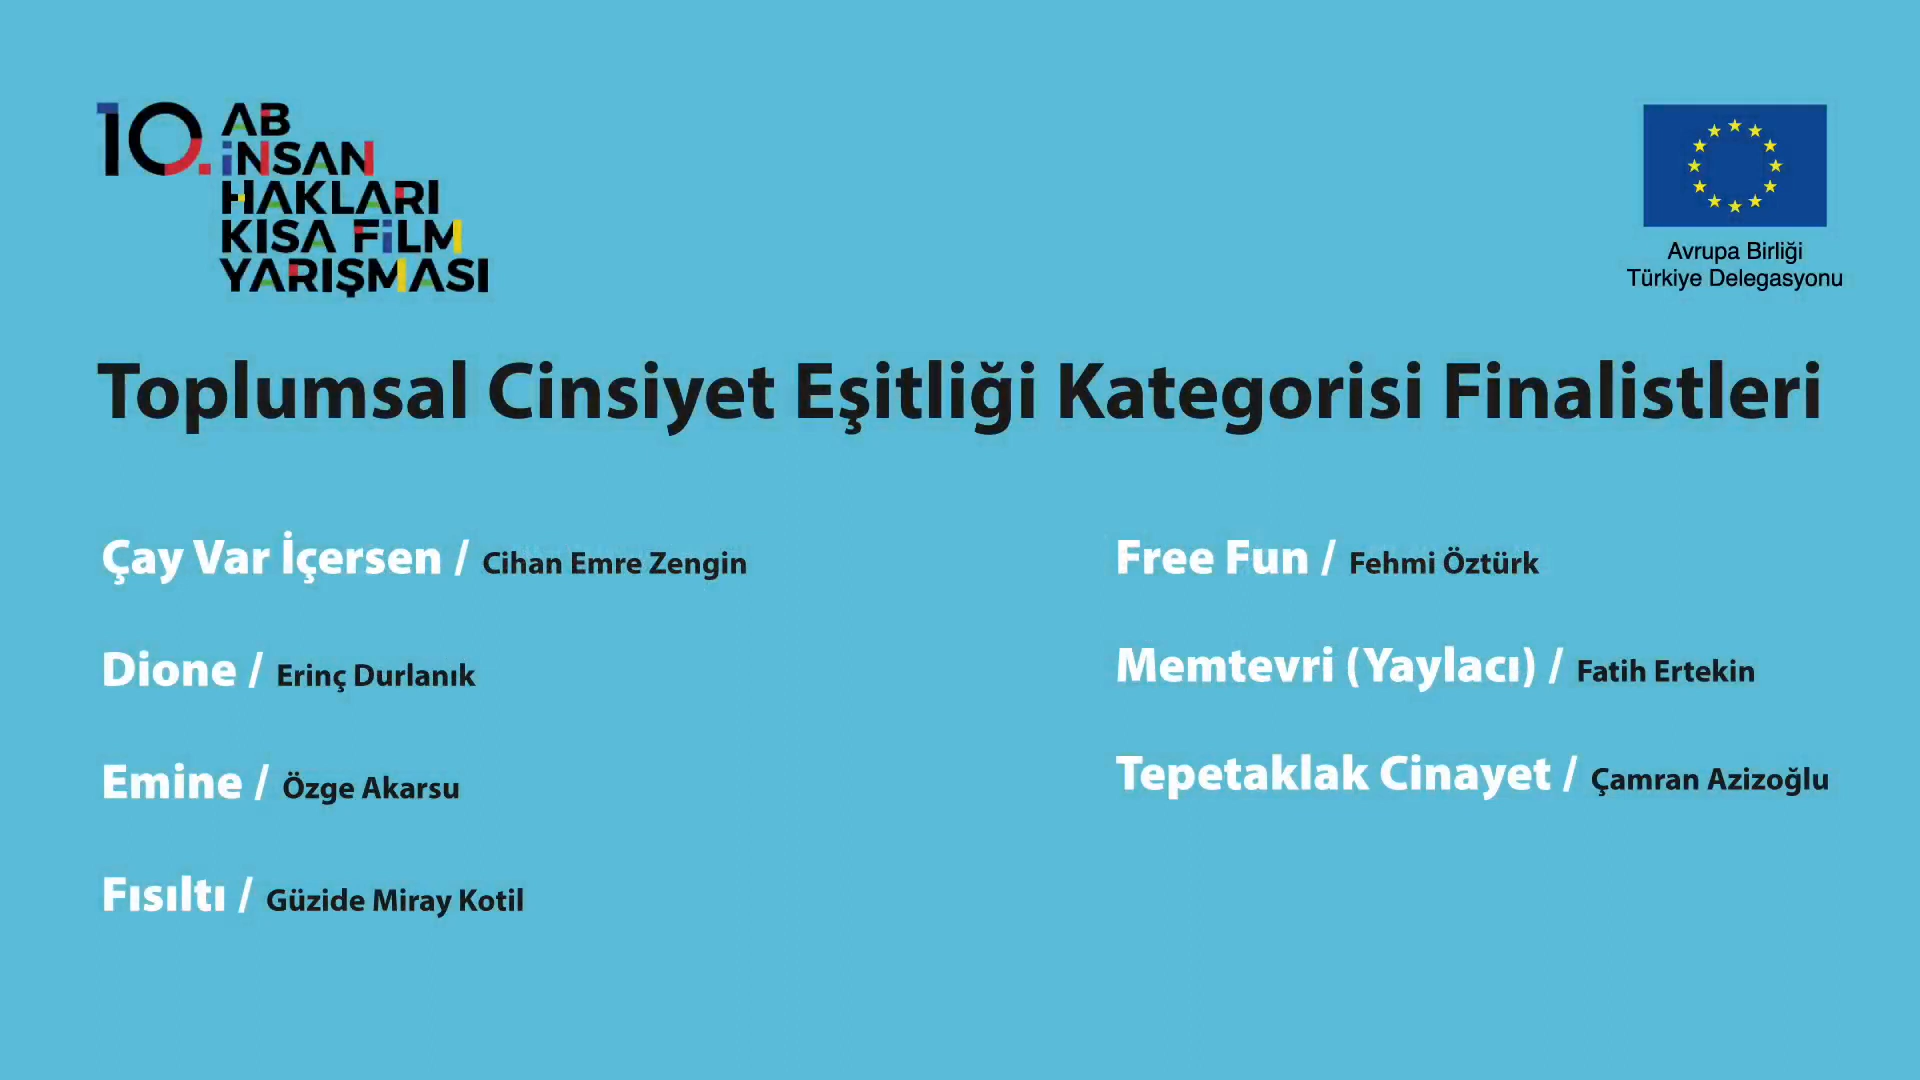 10. AB
İNSAN
HAKLARI
KISA FİLM
YARIŞMASI
Avrupa Birliği
Türkiye Delegasyonu
Toplumsal Cinsiyet Eşitliği Kategorisi Finalistleri
Çay Var İçersen / Cihan Emre Zengin
Dione / Erinç Durlanık
Emine / Özge Akarsu
Fısıltı / Güzide Miray Kotil
Free Fun / Fehmi Öztürk
Memtevri (Yaylacı) / Fatih Ertekin
Tepetaklak Cinayet / Çamran Azizoğlu